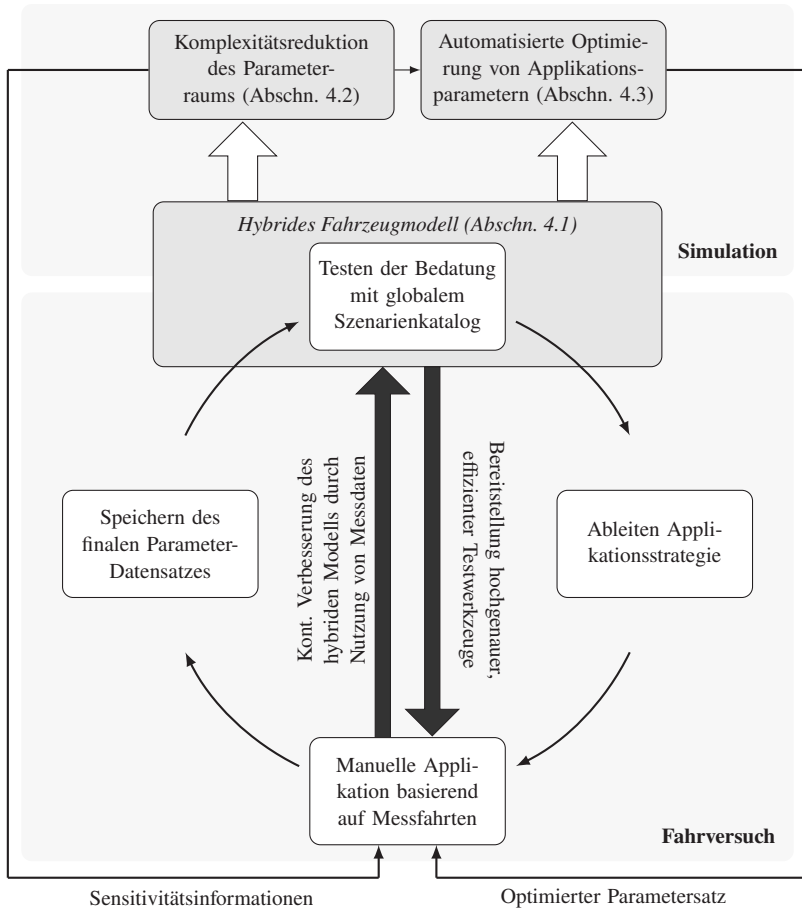 Komplexitätsreduktion
des Parameter-
raums (Abschn. 4.2)
Automatisierte Optimie-
rung von Applikations-
parametern (Abschn. 4.3)
Hybrides Fahrzeugmodell (Abschn. 4.1)
Simulation
Testen der Bedatung
mit globalem
Szenarienkatalog
Kont. Verbesserung des
hybriden Modells durch
Nutzung von Messdaten
Bereitstellung hochgenauer,
effizienter Testwerkzeuge
Speichern des
finalen Parameter-
Datensatzes
Ableiten Appli-
kationsstrategie
Manuelle Appli-
kation basierend
auf Messfahrten
Fahrversuch
Sensitivitätsinformationen
Optimierter Parametersatz